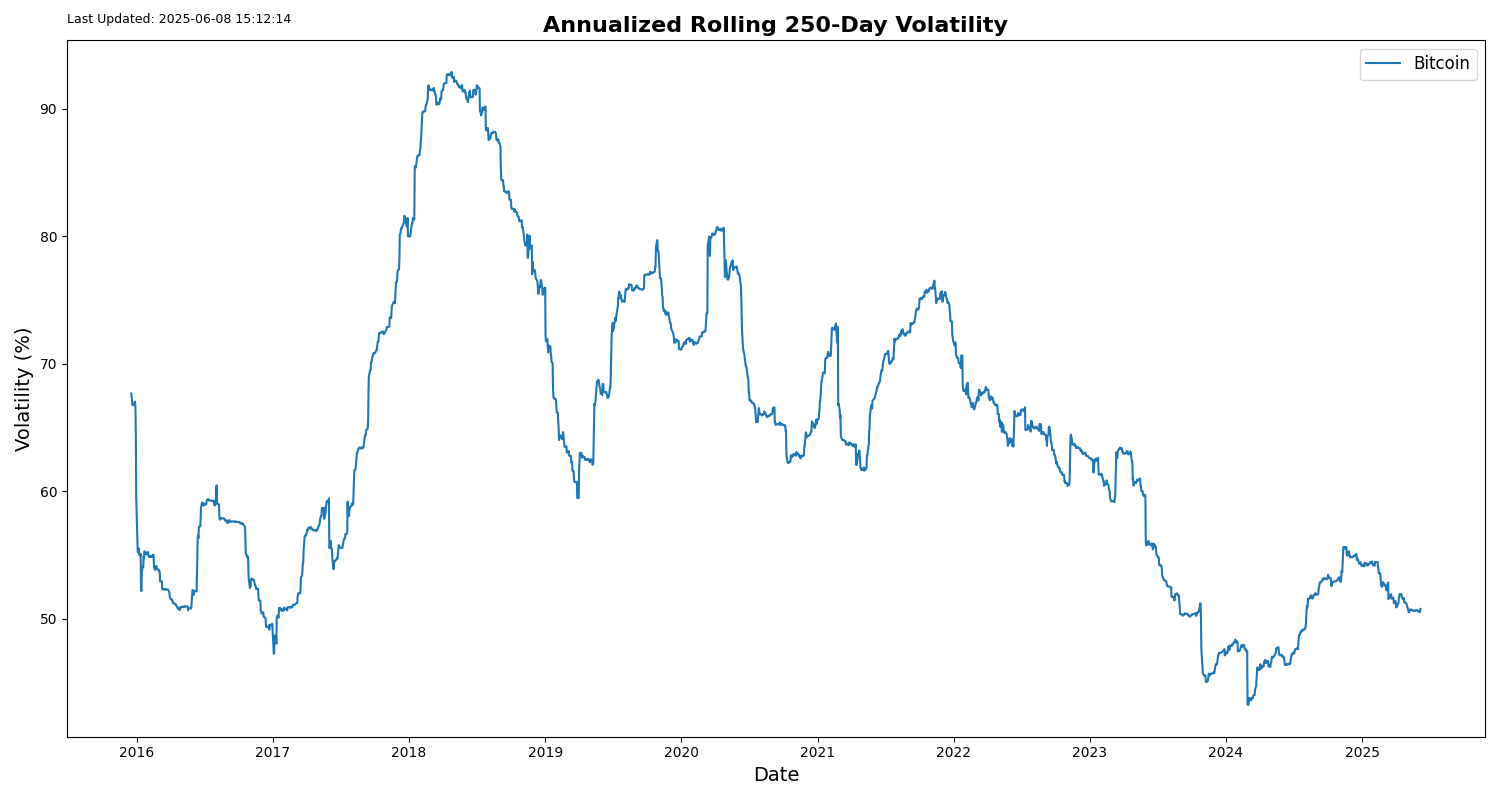 Last Updated: 2025-06-08 15:12:14
Annualized Rolling 250-Day Volatility
Bitcoin
Volatility (%)
90
80
70
60
50
2016 2017 2018 2019 2020 2021 2022 2023 2024 2025
Date